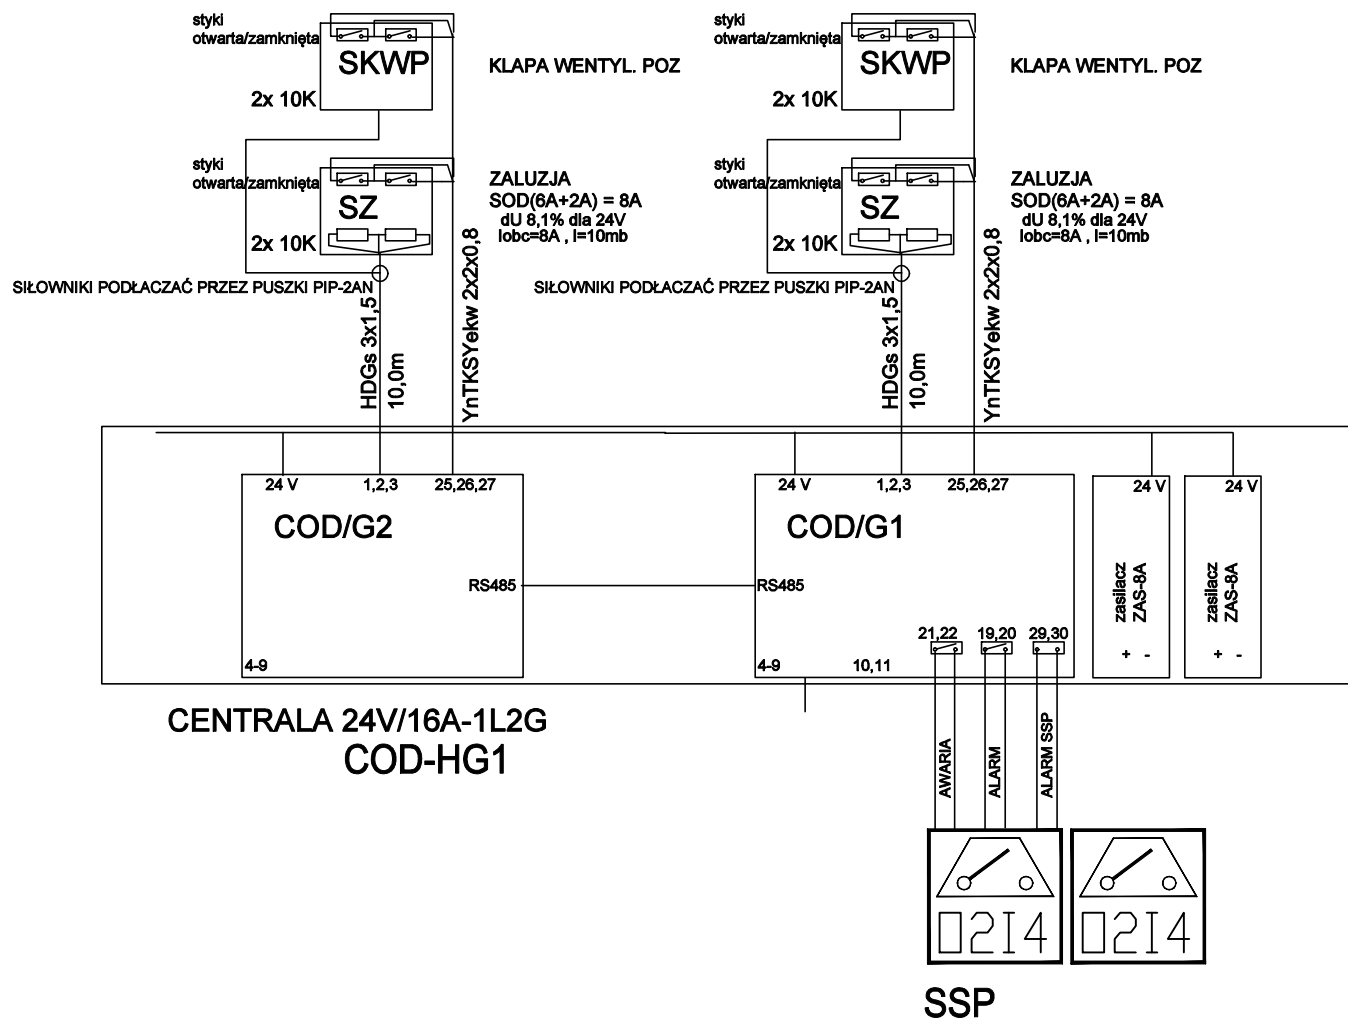 styki
otwarta/zamknięta
SKWP
2x 10K
KLAPA WENTYL. POZ
styki
otwarta/zamknięta
SKWP
2x 10K
KLAPA WENTYL. POZ
styki
otwarta/zamknięta
SZ
2x 10K
ZALUZJA
SOD(6A+2A) = 8A
dU 8,1% dla 24V
Iobc=8A , l=10mb
styki
otwarta/zamknięta
SZ
2x 10K
ZALUZJA
SOD(6A+2A) = 8A
dU 8,1% dla 24V
Iobc=8A , l=10mb
SIŁOWNIKI PODŁACZAĆ PRZEZ PUSZKI PIP-2AN
HDGs 3x1,5
10,0m
YnTKSYekw 2x2x0,8
SIŁOWNIKI PODŁACZAĆ PRZEZ PUSZKI PIP-2AN
HDGs 3x1,5
10,0m
YnTKSYekw 2x2x0,8
24 V
1,2,3
25,26,27
COD/G2
RS485
4-9
24 V
1,2,3
25,26,27
COD/G1
RS485
21,22
19,20
29,30
4-9
10,11
24 V
zasilacz
ZAS-8A
+ -
24 V
zasilacz
ZAS-8A
+ -
CENTRALA 24V/16A-1L2G
COD-HG1
AWARIA
ALARM
ALARM SSP
0214
0214
SSP